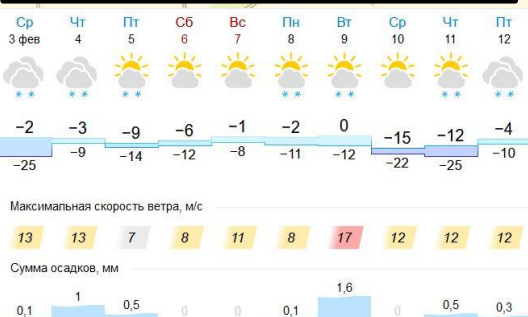 Ср Чт Пт Сб Вс Пн Вт Ср Чт Пт
3 фев 4 5 6 7 8 9 10 11 12
−2 −3 −9 −6 −1 −2 0 −15 −12 −4
−25 −9 −14 −12 −8 −11 −12 −22 −25 −10
Максимальная скорость ветра, м/с
13 13 7 8 11 8 17 12 12 12
Сумма осадков, мм
0,1 1 0,5 0 0 0,1 1,6 0 0,5 0,3